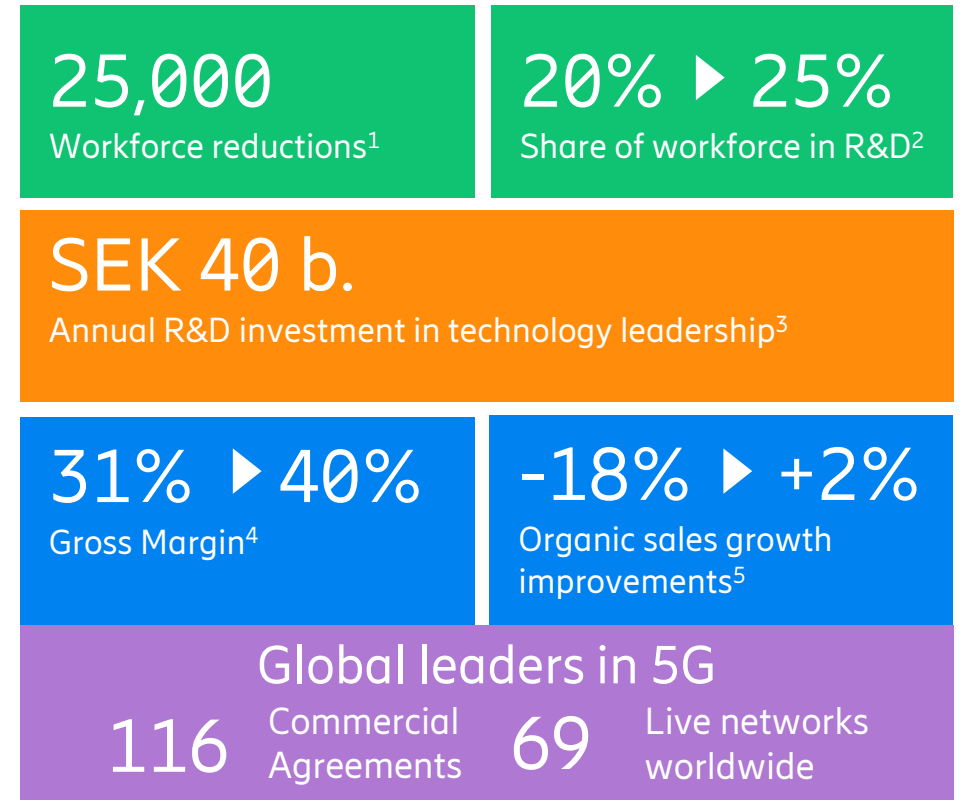 25,000
Workforce reductions¹
20% ▶ 25%
Share of workforce in R&D²
SEK 40 b.
Annual R&D investment in technology leadership³
31% ▶ 40%
Gross Margin⁴
-18% ▶ +2%
Organic sales growth
improvements⁵
Global leaders in 5G
116 Commercial
Agreements
69 Live networks
worldwide